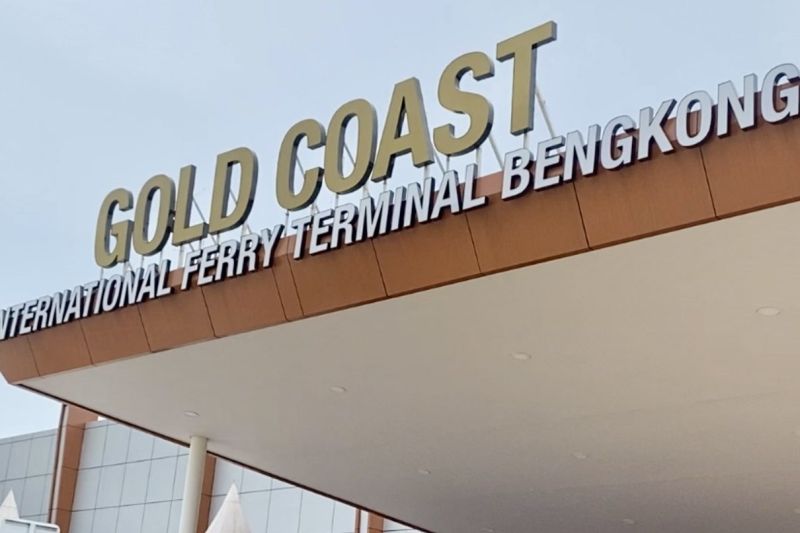 GOLD COAST
INTERNATIONAL FERRY TERMINAL BENGKONG